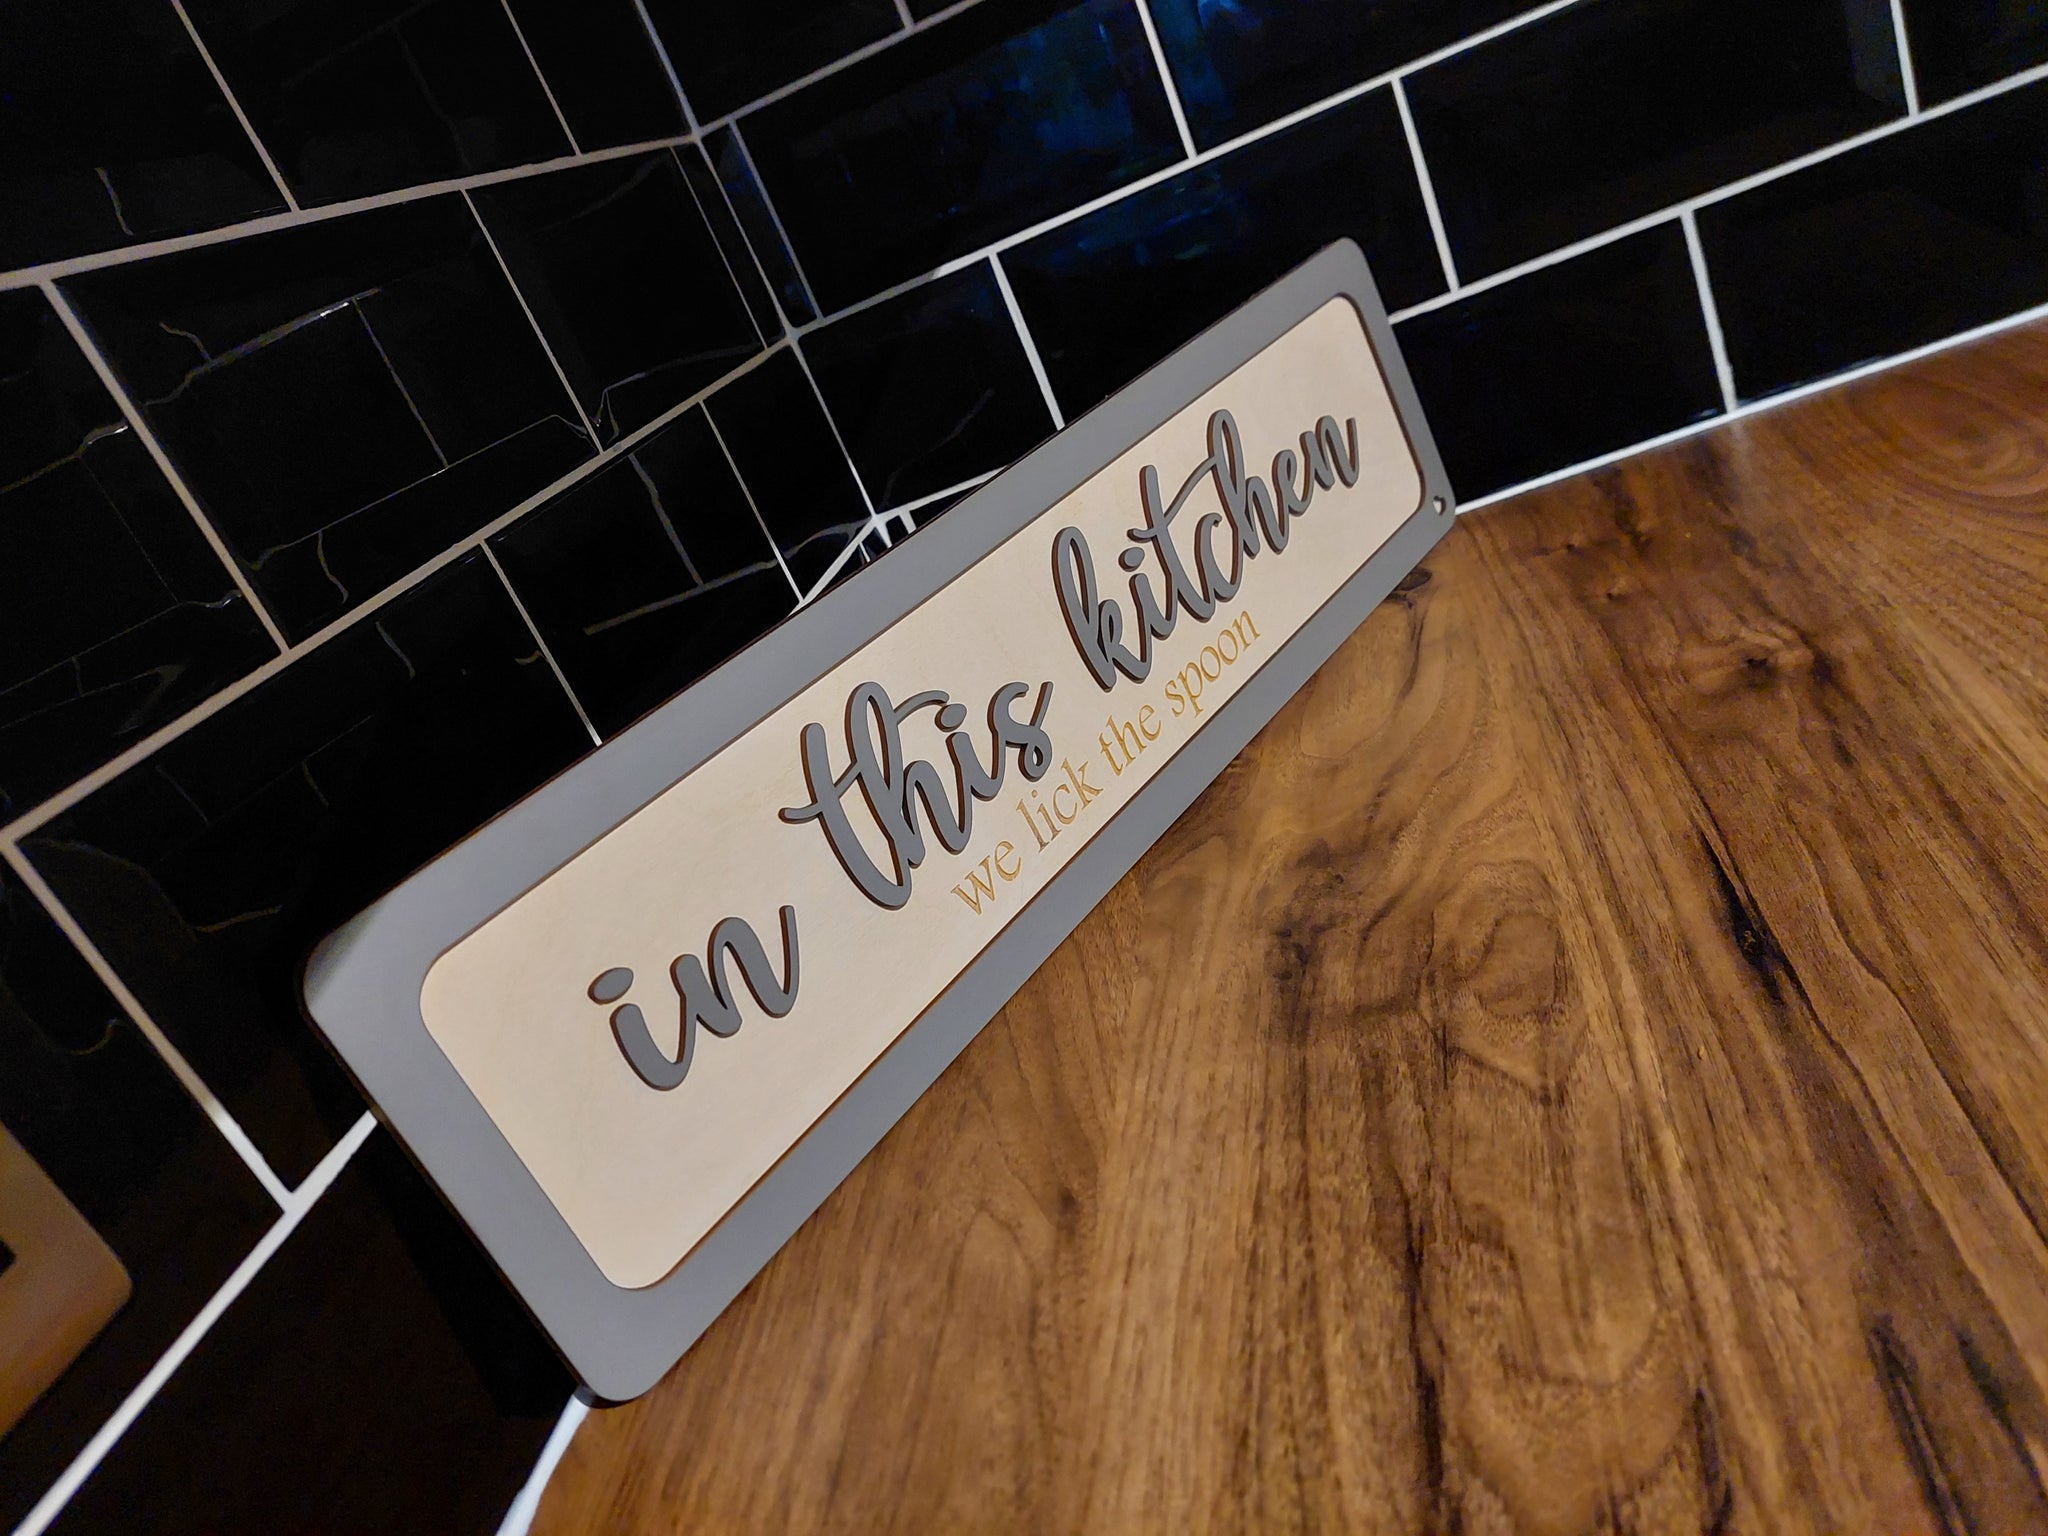 in this kitchen
we lick the spoon